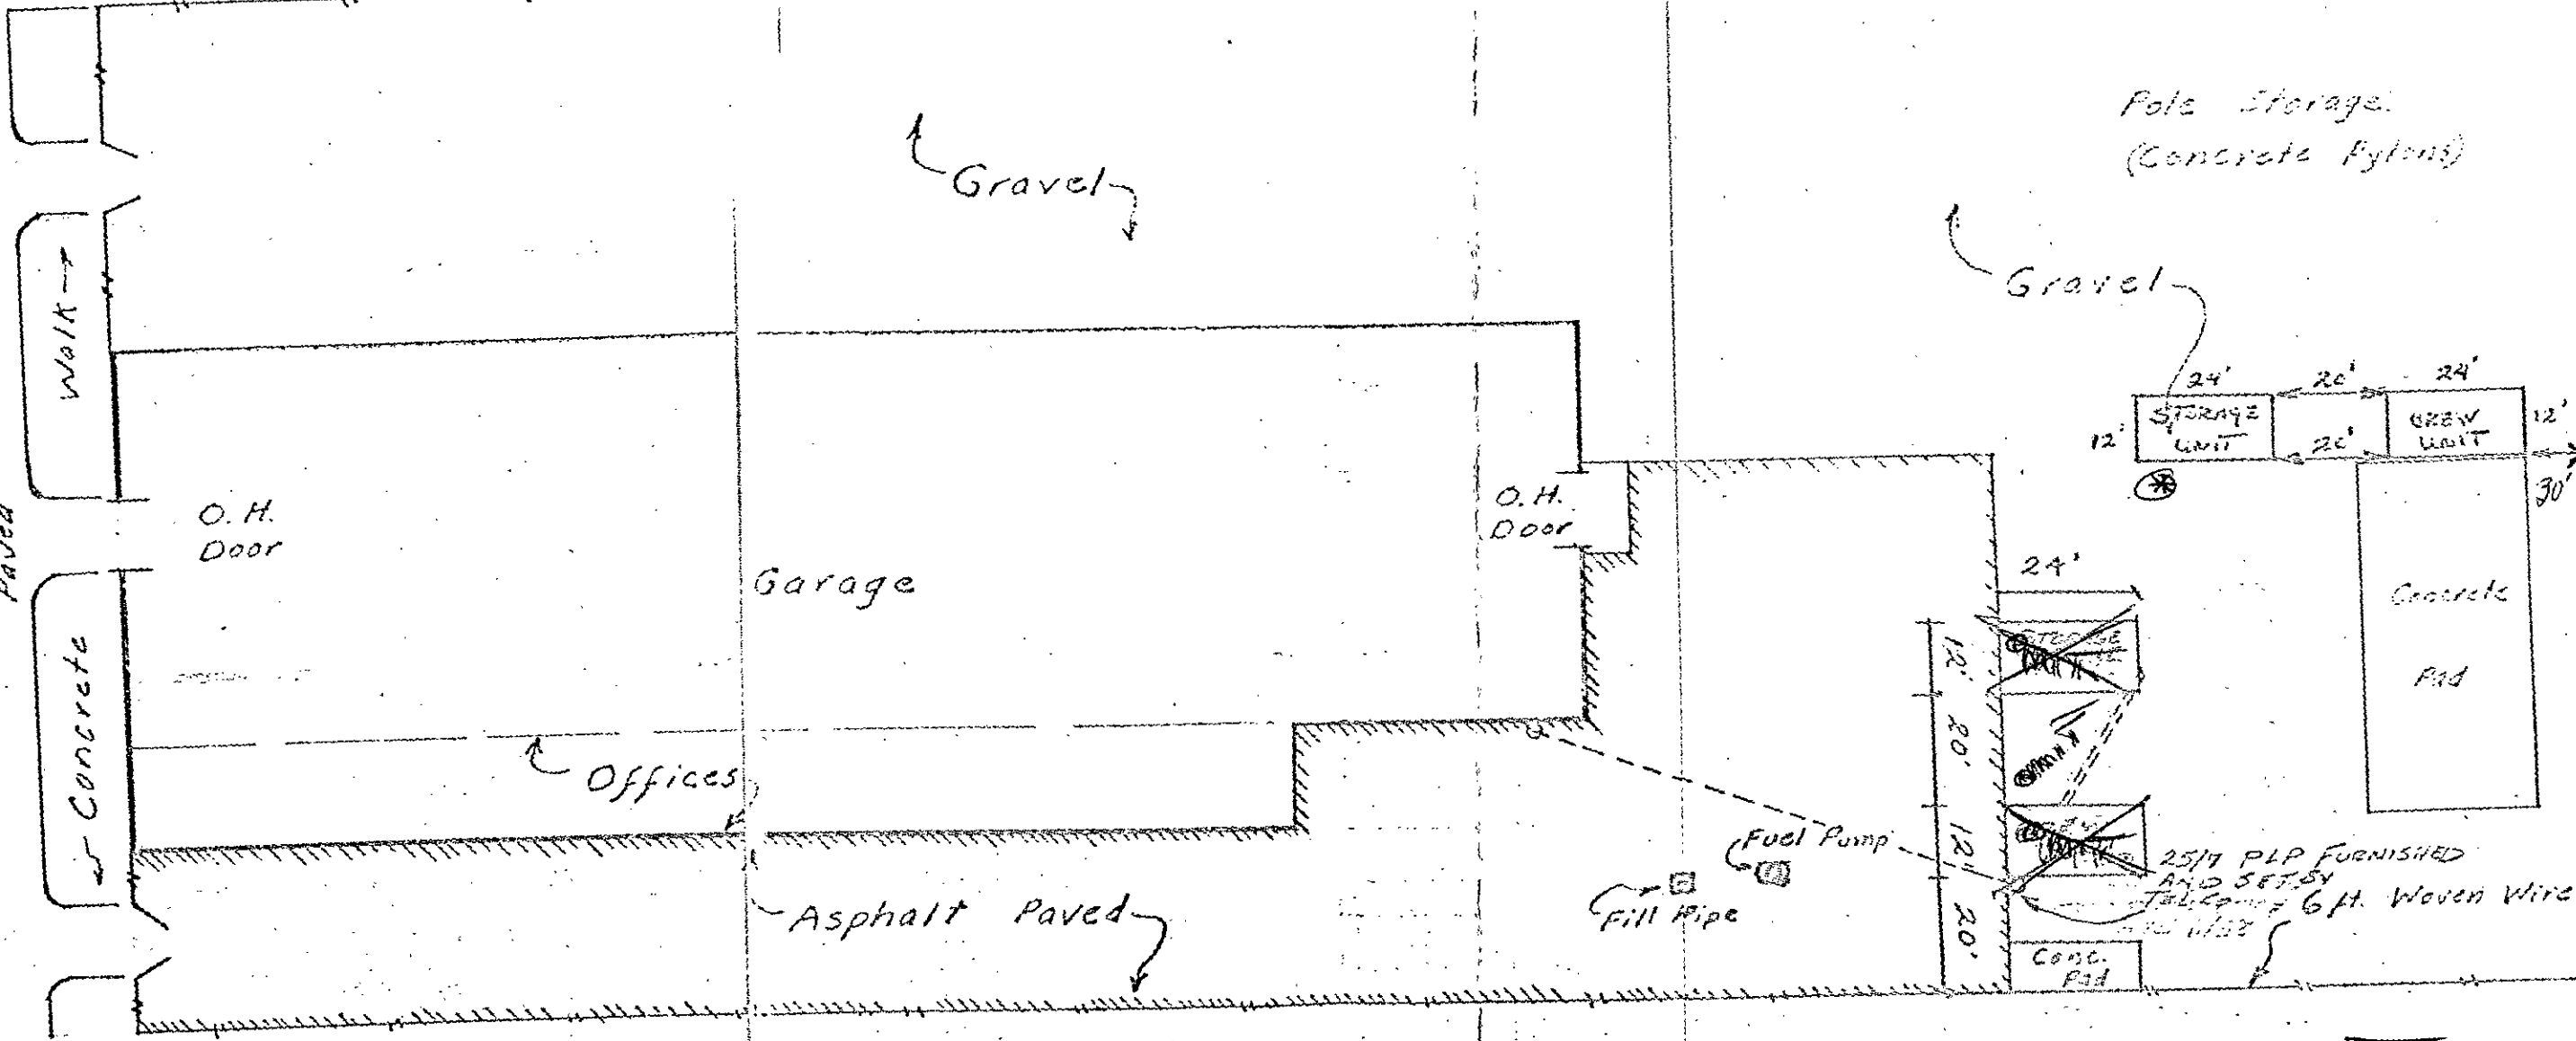 Pole Storage
(Concrete Pylons)
Gravel
Gravel
Walk
Paved
Concrete
O. H.
Door
O. H.
Door
Garage
Offices
Asphalt Paved
Fill Pipe
Fuel Pump
24'
20'
24'
12'
STORAGE
UNIT
20'
CREW
UNIT
12'
30'
24'
12'
20'
12'
20'
STORAGE
Concrete
Pad
25/7 PLP FURNISHED
AND SET BY
6 ft. Woven Wire
Conc.
Pad